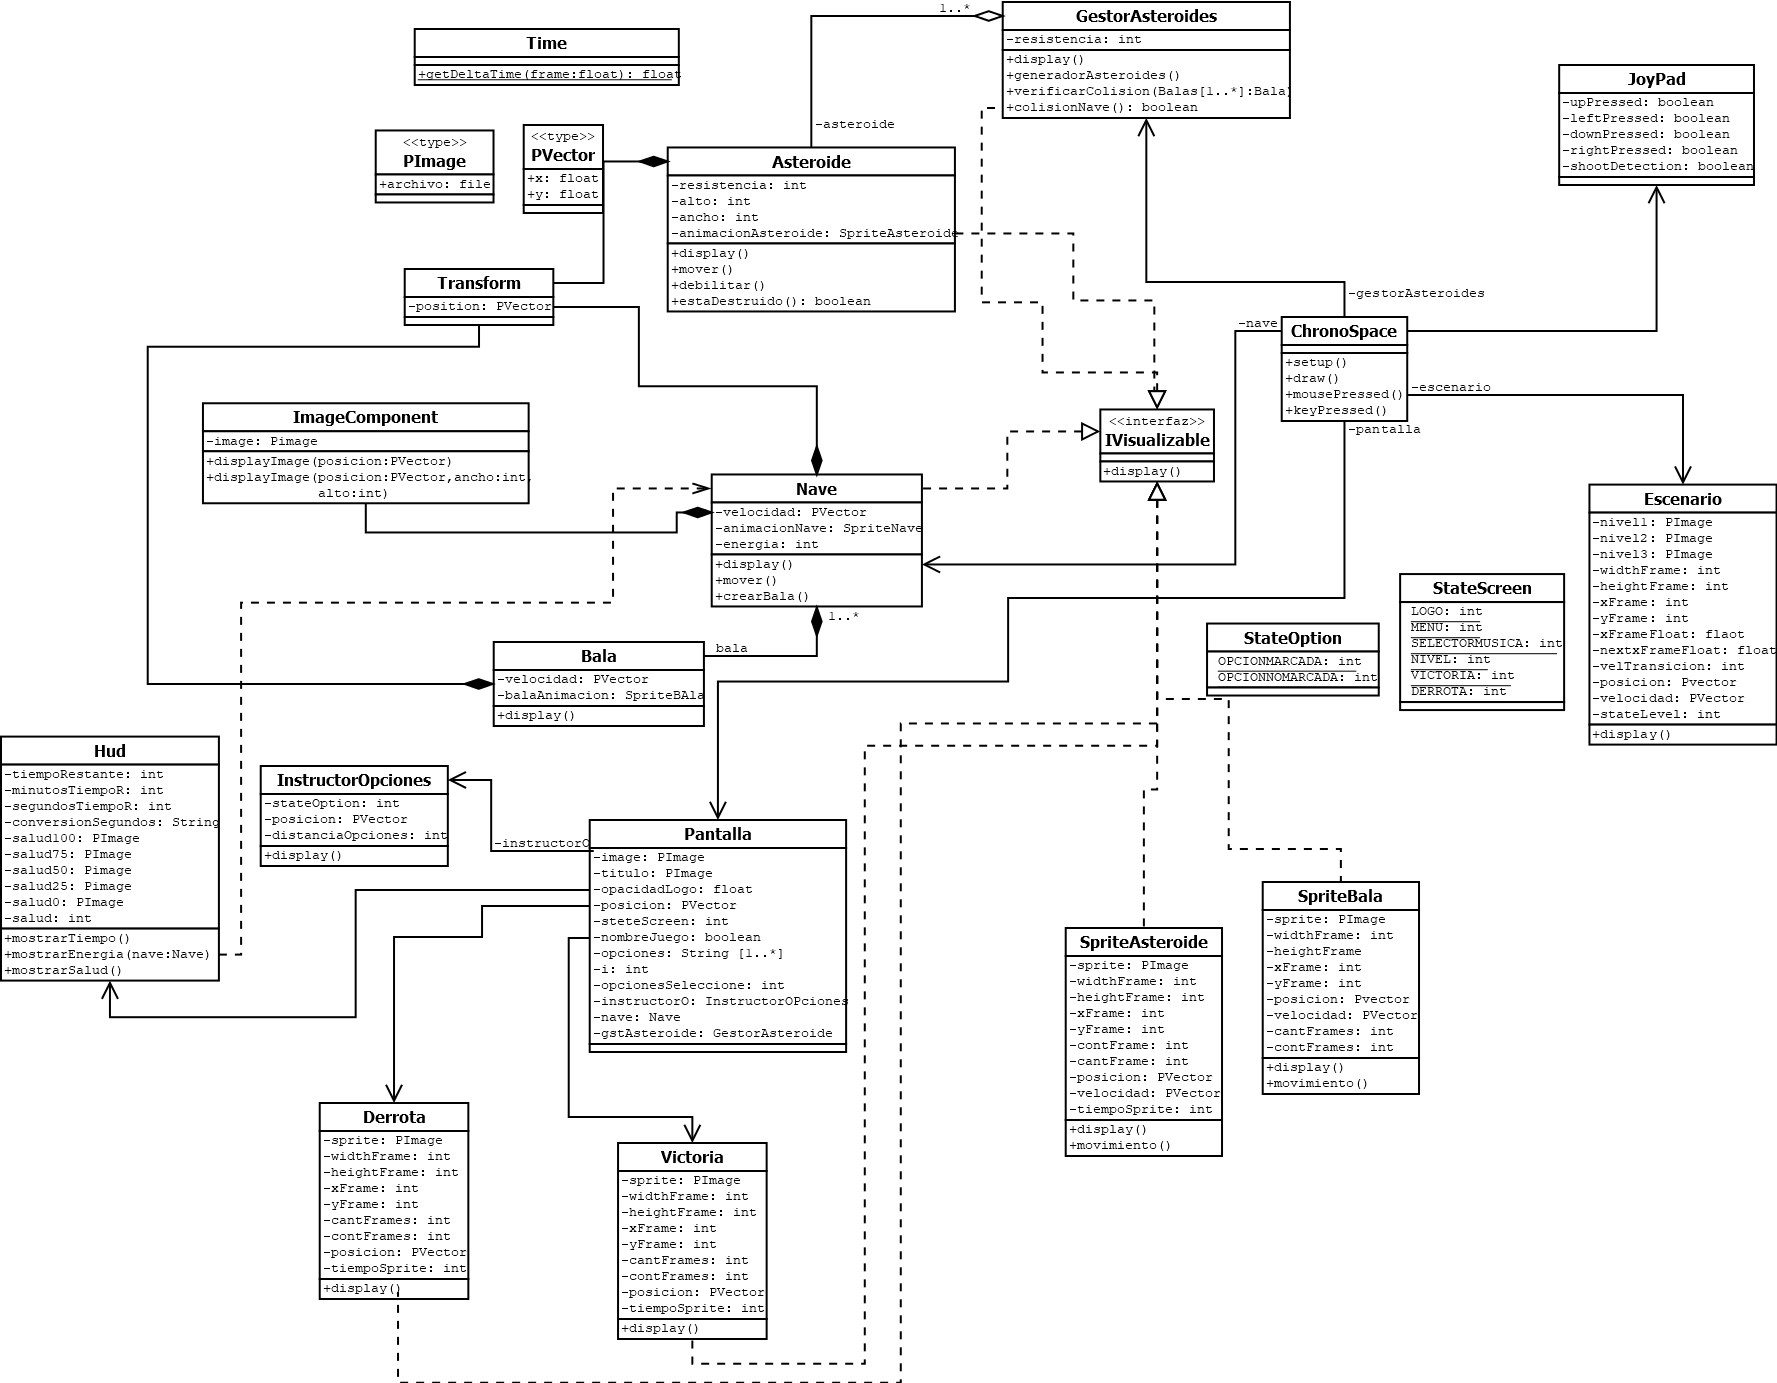 1..*
GestorAsteroides
-resistencia: int
+display()
+generadorAsteroides()
+verificarColision(Balas[1..*]:Bala)
+colisionNave(): boolean
Time
+getDeltaTime(frame:float): float
JoyPad
-upPressed: boolean
-leftPressed: boolean
-downPressed: boolean
-rightPressed: boolean
-shootDetection: boolean
<<type>>
PImage
+archivo: file
<<type>>
PVector
+x: float
+y: float
-asteroide
Asteroide
-resistencia: int
-alto: int
-ancho: int
-animacionAsteroide: SpriteAsteroide
+display()
+mover()
+debilitar()
+estaDestruido(): boolean
Transform
-position: PVector
-gestorAsteroides
-nave
ChronoSpace
+setup()
+draw()
+mousePressed()
+keyPressed()
-escenario
-pantalla
ImageComponent
-image: Pimage
+displayImage(posicion:PVector)
+displayImage(posicion:PVector,ancho:int,
alto:int)
<<interfaz>>
IVisualizable
+display()
Nave
-velocidad: PVector
-animacionNave: SpriteNave
-energia: int
+display()
+mover()
+crearBala()
1..*
bala
Escenario
-nivel1: PImage
-nivel2: PImage
-nivel3: PImage
-widthFrame: int
-heightFrame: int
-xFrame: int
-yFrame: int
-xFrameFloat: flaot
-nextxFrameFloat: float
-velTransicion: int
-posicion: Pvector
-velocidad: PVector
-stateLevel: int
+display()
StateScreen
LOGO: int
MENU: int
SELECTORMUSICA: int
NIVEL: int
VICTORIA: int
DERROTA: int
StateOption
OPCIONMARCADA: int
OPCIONNOMARCADA: int
Bala
-velocidad: PVector
-balaAnimacion: SpriteBAla
+display()
Hud
-tiempoRestante: int
-minutosTiempoR: int
-segundosTiempoR: int
-conversionSegundos: String
-salud100: PImage
-salud75: PImage
-salud50: Pimage
-salud25: Pimage
-salud0: PImage
-salud: int
+mostrarTiempo()
+mostrarEnergia(nave:Nave)
+mostrarSalud()
InstructorOpciones
-stateOption: int
-posicion: PVector
-distanciaOpciones: int
+display()
-instructorO
Pantalla
-image: PImage
-titulo: PImage
-opacidadLogo: float
-posicion: PVector
-steteScreen: int
-nombreJuego: boolean
-opciones: String [1..*]
-i: int
-opcionesSeleccione: int
-instructorO: InstructorOPciones
-nave: Nave
-gstAsteroide: GestorAsteroide
SpriteBala
-sprite: PImage
-widthFrame: int
-heightFrame
-xFrame: int
-yFrame: int
-posicion: Pvector
-velocidad: PVector
-cantFrames: int
-contFrames: int
+display()
+movimiento()
SpriteAsteroide
-sprite: PImage
-widthFrame: int
-heightFrame: int
-xFrame: int
-yFrame: int
-contFrame: int
-cantFrame: int
-posicion: PVector
-velocidad: PVector
-tiempoSprite: int
+display()
+movimiento()
Derrota
-sprite: PImage
-widthFrame: int
-heightFrame: int
-xFrame: int
-yFrame: int
-cantFrames: int
-contFrames: int
-posicion: PVector
-tiempoSprite: int
+display()
Victoria
-sprite: PImage
-widthFrame: int
-heightFrame: int
-xFrame: int
-yFrame: int
-cantFrames: int
-contFrames: int
-posicion: PVector
-tiempoSprite: int
+display()